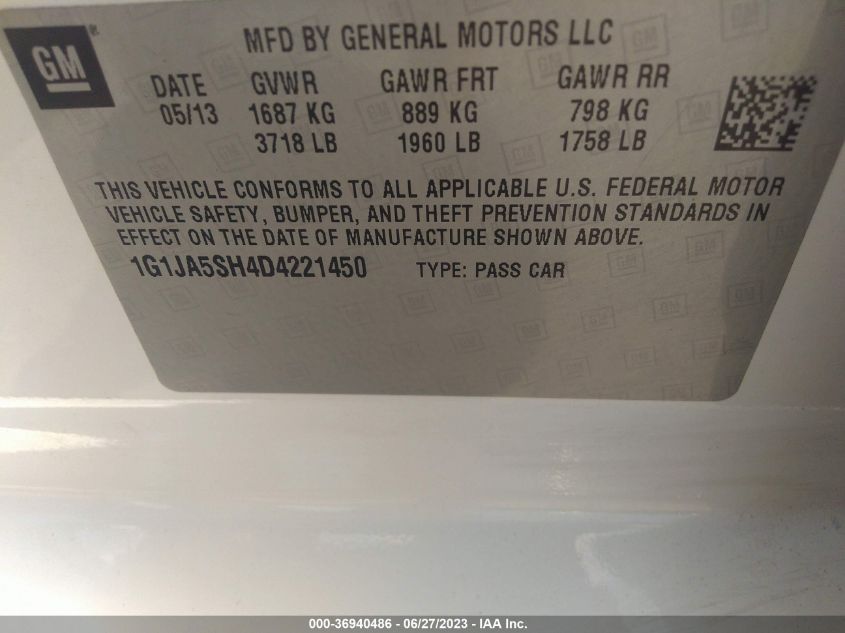 GM
MFD BY GENERAL MOTORS LLC
DATE GVWR GAWR FRT GAWR RR
05/13 1687 KG 889 KG 798 KG
3718 LB 1960 LB 1758 LB
THIS VEHICLE CONFORMS TO ALL APPLICABLE U.S. FEDERAL MOTOR
VEHICLE SAFETY, BUMPER, AND THEFT PREVENTION STANDARDS IN
EFFECT ON THE DATE OF MANUFACTURE SHOWN ABOVE.
1G1JA5SH4D4221450 TYPE: PASS CAR
000-36940486 - 06/27/2023 - IAA Inc.